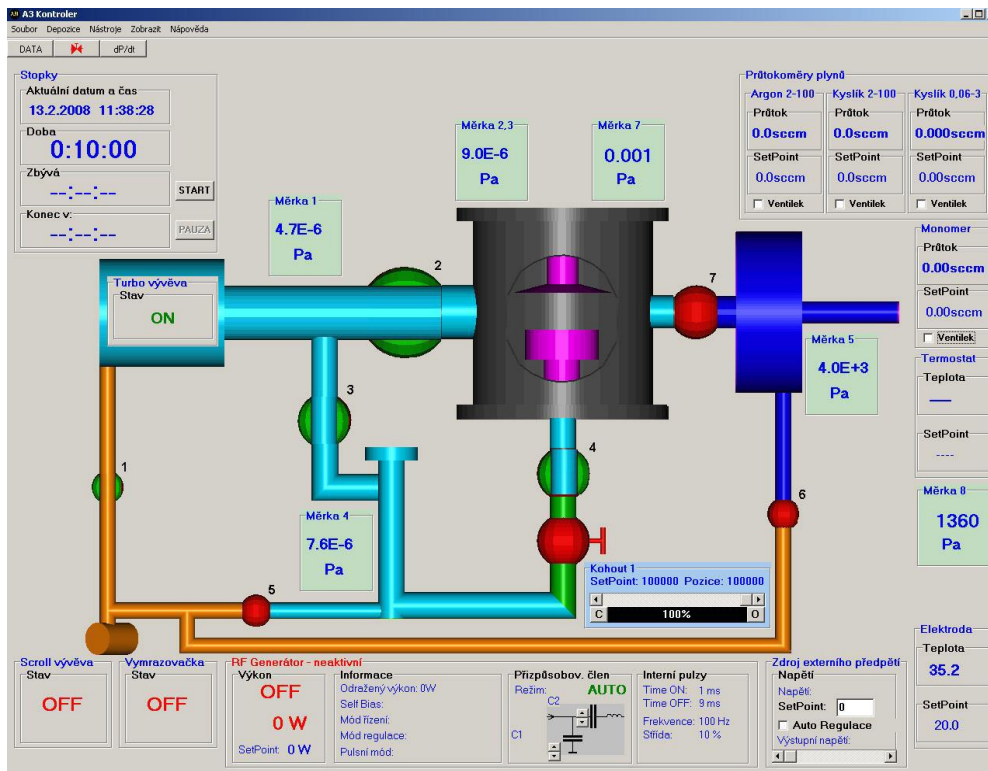 A3 Kontroler
Soubor Depozice Nástroje Zobrazit Nápověda
DATA dP/dt
Stopky
Aktuální datum a čas
13.2.2008 11:38:28
Doba
0:10:00
Zbývá
--:--:--
START
Konec v:
--:--:--
PAUZA
Měrka 1
4.7E-6
Pa
Měrka 2,3
9.0E-6
Pa
Měrka 7
0.001
Pa
Průtokoměry plynů
Argon 2-100 Kyslík 2-100 Kyslík 0,06-3
Průtok Průtok Průtok
0.0sccm 0.0sccm 0.000sccm
SetPoint SetPoint SetPoint
0.0sccm 0.0sccm 0.00sccm
Ventilek Ventilek Ventilek
Monomer
Průtok
0.00sccm
SetPoint
0.00sccm
Ventilek
Termostat
Teplota
SetPoint
----
Měrka 8
1360
Pa
Turbo vývěva
Stav
ON
2
7
3
1
4
6
5
Měrka 5
4.0E+3
Pa
Měrka 4
7.6E-6
Pa
Kohout 1
SetPoint: 100000 Pozice: 100000
C 100% O
Scroll vývěva
Stav
OFF
Vymrazovačka
Stav
OFF
RF Generátor - neaktivní
Výkon
OFF
0 W
SetPoint: 0 W
Informace
Odražený výkon: 0W
Self Bias:
Mód řízení:
Mód regulace:
Pulsní mód:
Přizpůsobov. člen
Režim: AUTO
C2
C1
Interní pulzy
Time ON: 1 ms
Time OFF: 9 ms
Frekvence: 100 Hz
Střída: 10 %
Zdroj externího předpětí
Napětí
Napětí:
SetPoint: 0
Auto Regulace
Výstupní napětí:
Elektroda
Teplota
35.2
SetPoint
20.0